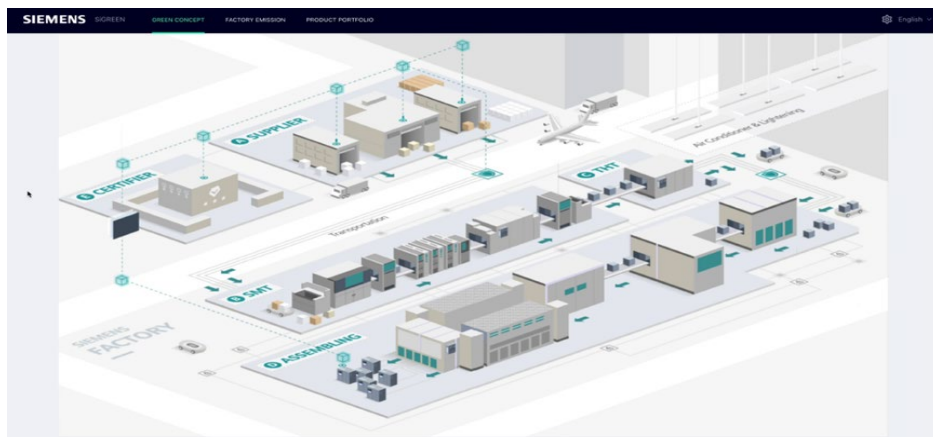 SIEMENS SIGREEN GREEN CONCEPT FACTORY EMISSION PRODUCT PORTFOLIO English
A SUPPLIER
Air Conditioner & Lightening
CERTIFIER
C THT
Transportation
B SMT
SIEMENS
FACTORY
D ASSEMBLING